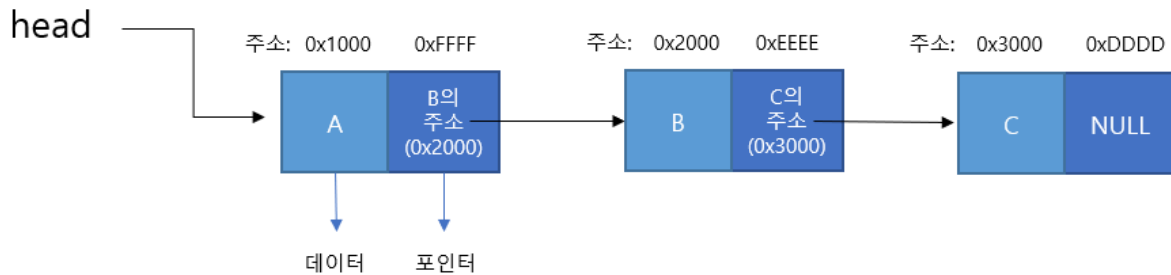 head
주소: 0x1000 0xFFFF
주소: 0x2000 0xEEEE
주소: 0x3000 0xDDDD
A
B의
주소
(0x2000)
B
C의
주소
(0x3000)
C
NULL
데이터
포인터